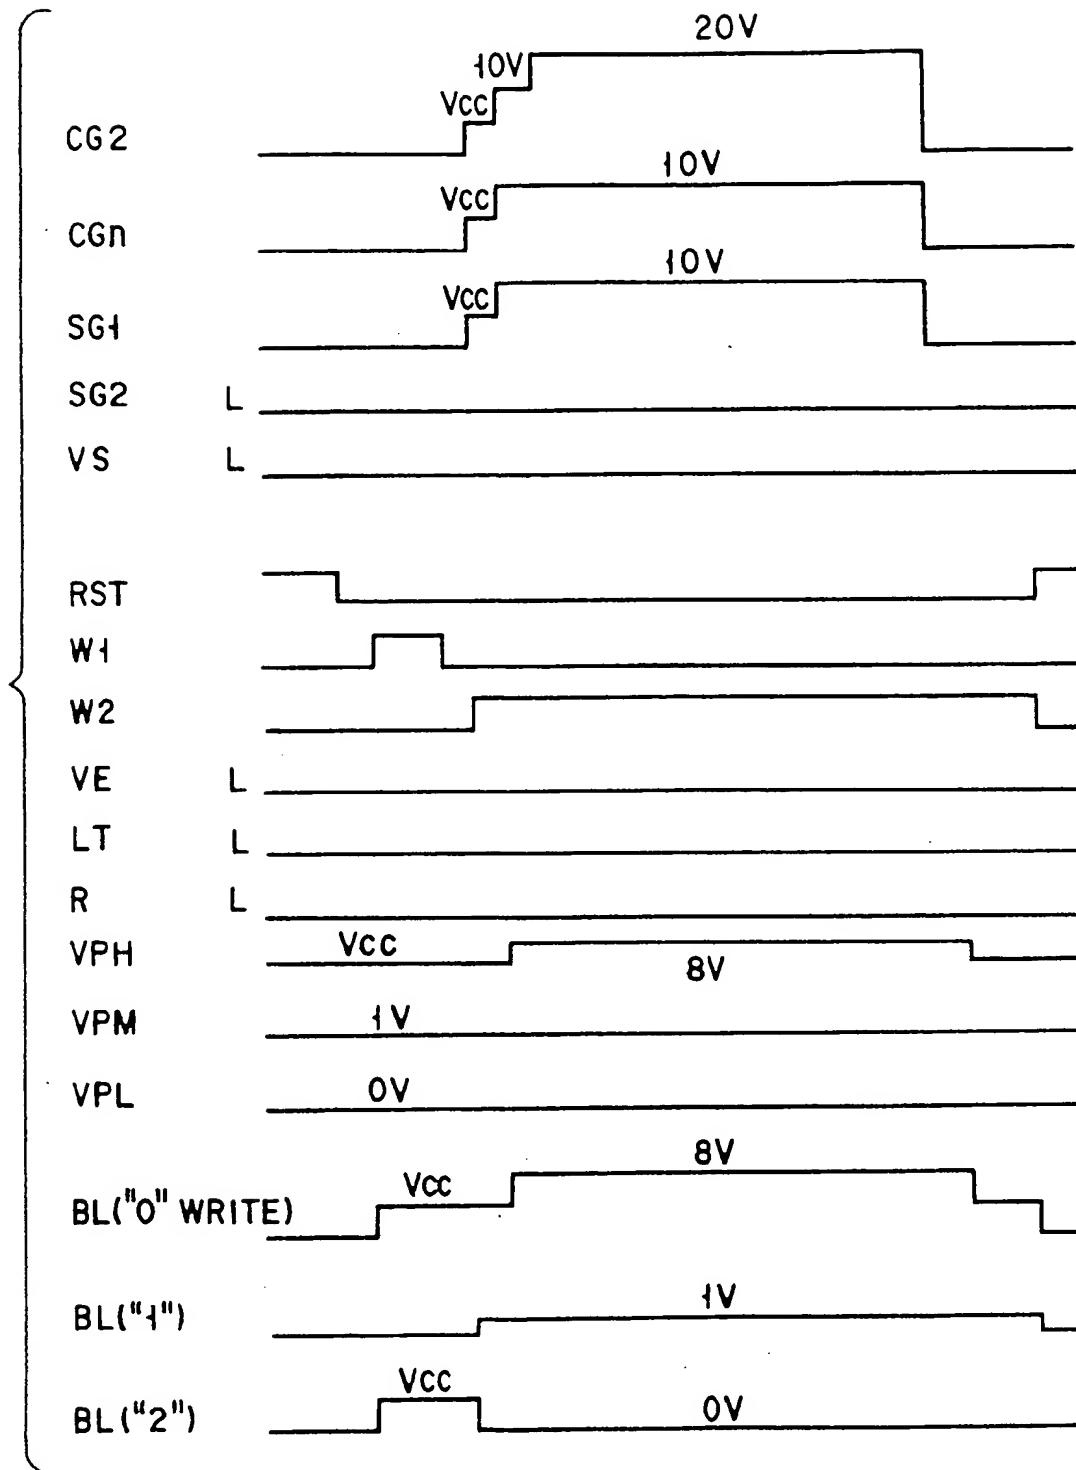 20V
10V
Vcc
CG2
10V
Vcc
CGn
10V
Vcc
SG1
SG2 L
VS L
RST
W1
W2
VE L
LT L
R L
VPH Vcc 8V
VPM 1V
VPL 0V
8V
Vcc
BL("0" WRITE)
1V
BL("1")
Vcc
BL("2") 0V